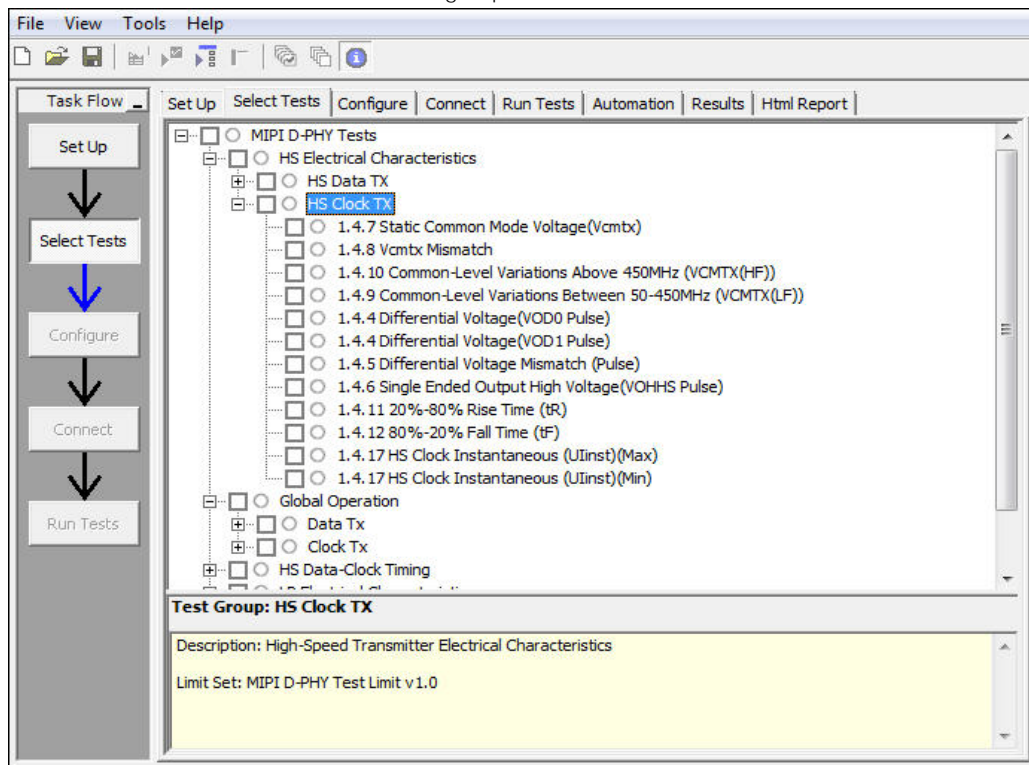 File View Tools Help
Task Flow
Set Up
Select Tests
Configure
Connect
Run Tests
Set Up Select Tests Configure Connect Run Tests Automation Results Html Report
MIPI D-PHY Tests
HS Electrical Characteristics
HS Data TX
HS Clock TX
1.4.7 Static Common Mode Voltage(Vcmtx)
1.4.8 Vcmtx Mismatch
1.4.10 Common-Level Variations Above 450MHz (VCMTX(HF))
1.4.9 Common-Level Variations Between 50-450MHz (VCMTX(LF))
1.4.4 Differential Voltage(VOD0 Pulse)
1.4.4 Differential Voltage(VOD1 Pulse)
1.4.5 Differential Voltage Mismatch (Pulse)
1.4.6 Single Ended Output High Voltage(VOHHS Pulse)
1.4.11 20%-80% Rise Time (tR)
1.4.12 80%-20% Fall Time (tF)
1.4.17 HS Clock Instantaneous (UIinst)(Max)
1.4.17 HS Clock Instantaneous (UIinst)(Min)
Global Operation
Data Tx
Clock Tx
HS Data-Clock Timing
Test Group: HS Clock TX
Description: High-Speed Transmitter Electrical Characteristics
Limit Set: MIPI D-PHY Test Limit v1.0